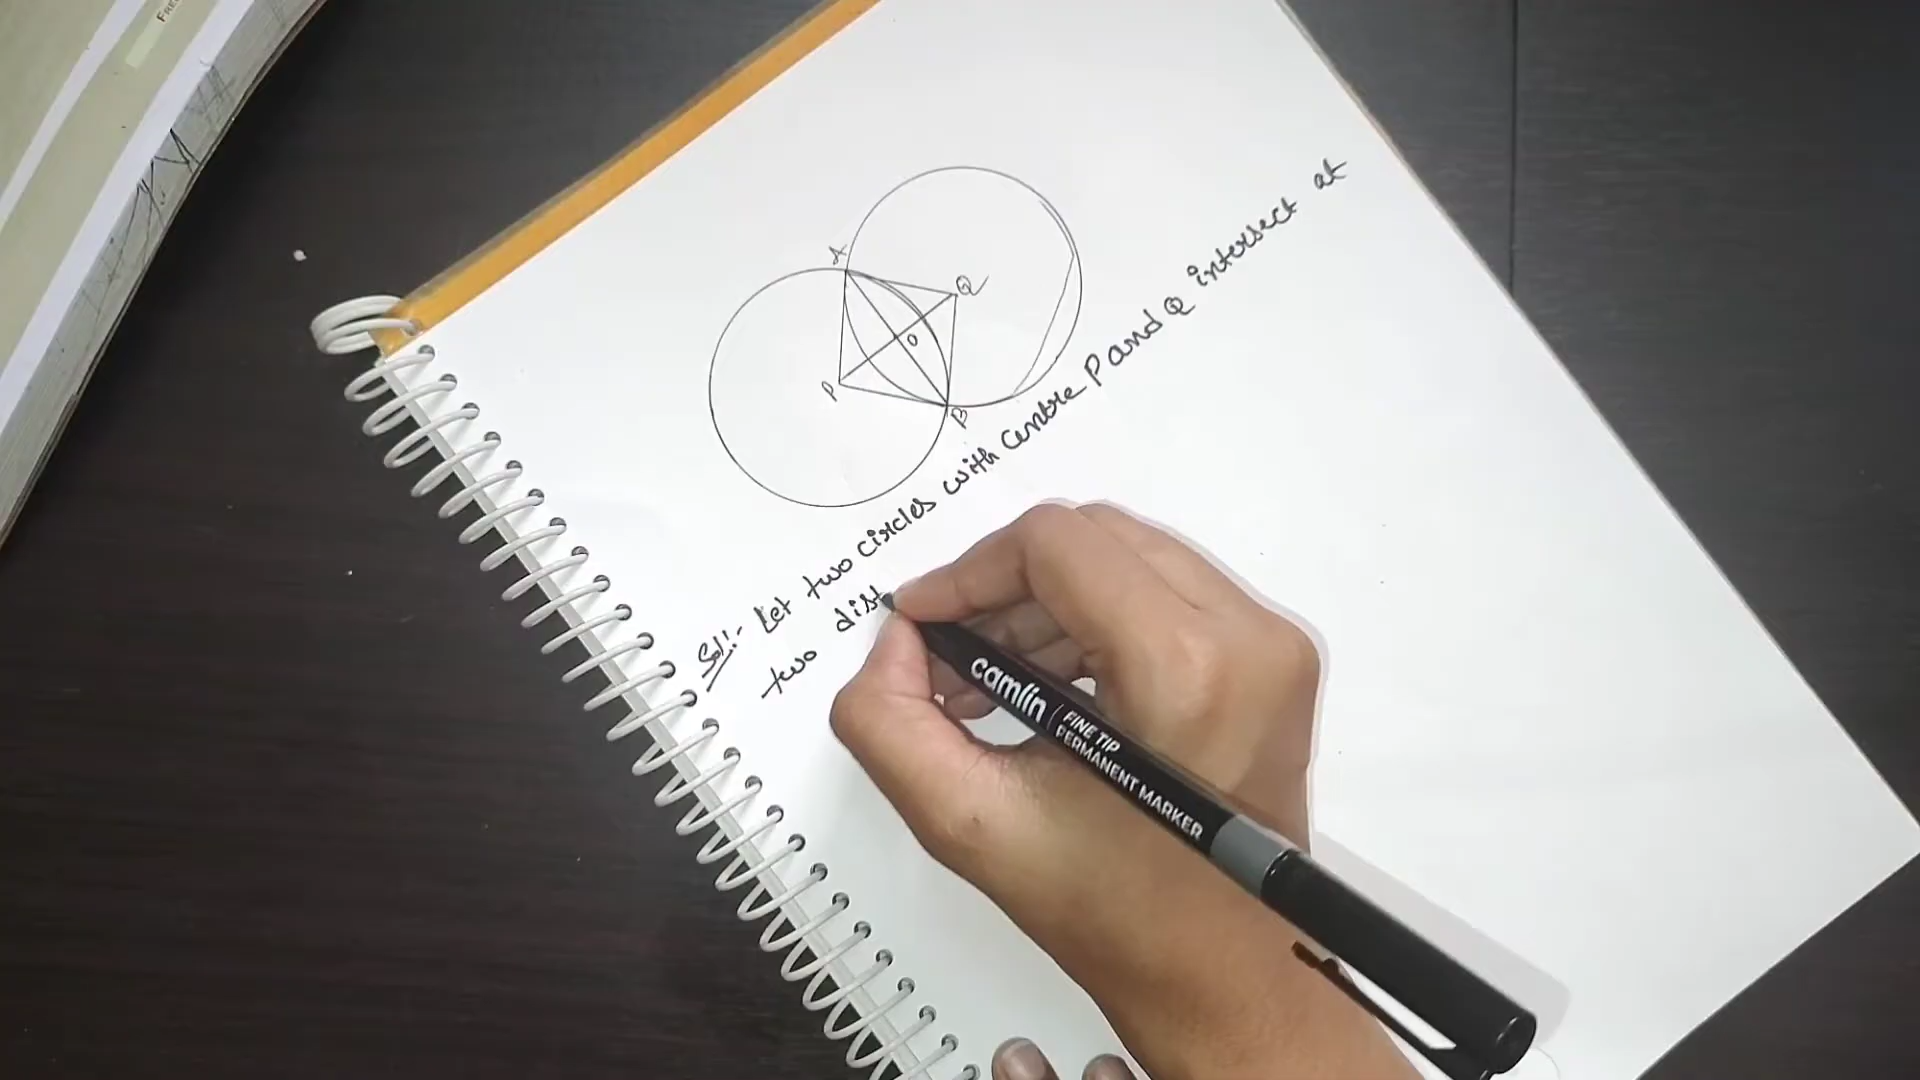 A
Q
O
P
B
Sol!:- Let two circles with centre P and Q intersect at
two dist
camlin
FINE TIP
PERMANENT MARKER